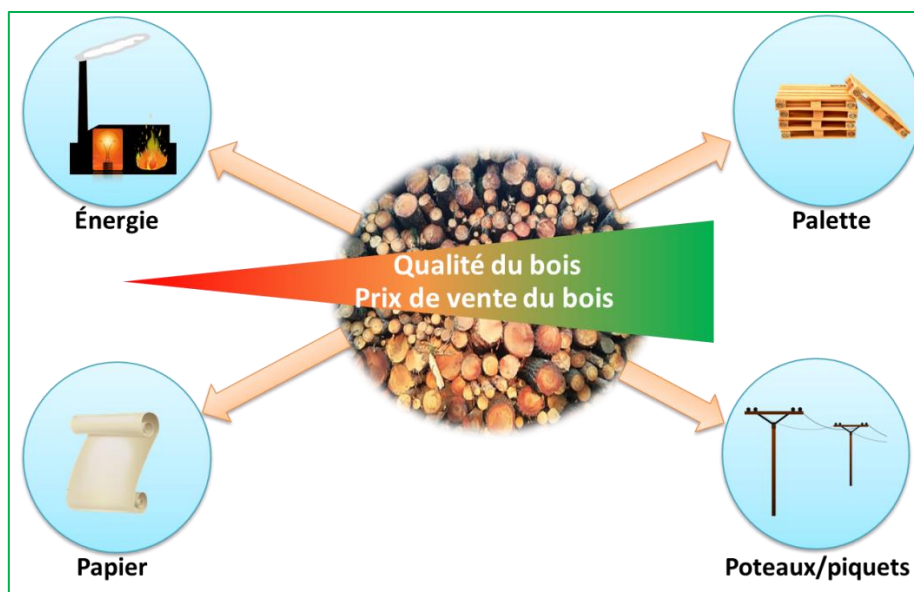 Énergie
Palette
Qualité du bois
Prix de vente du bois
Papier
Poteaux/piquets